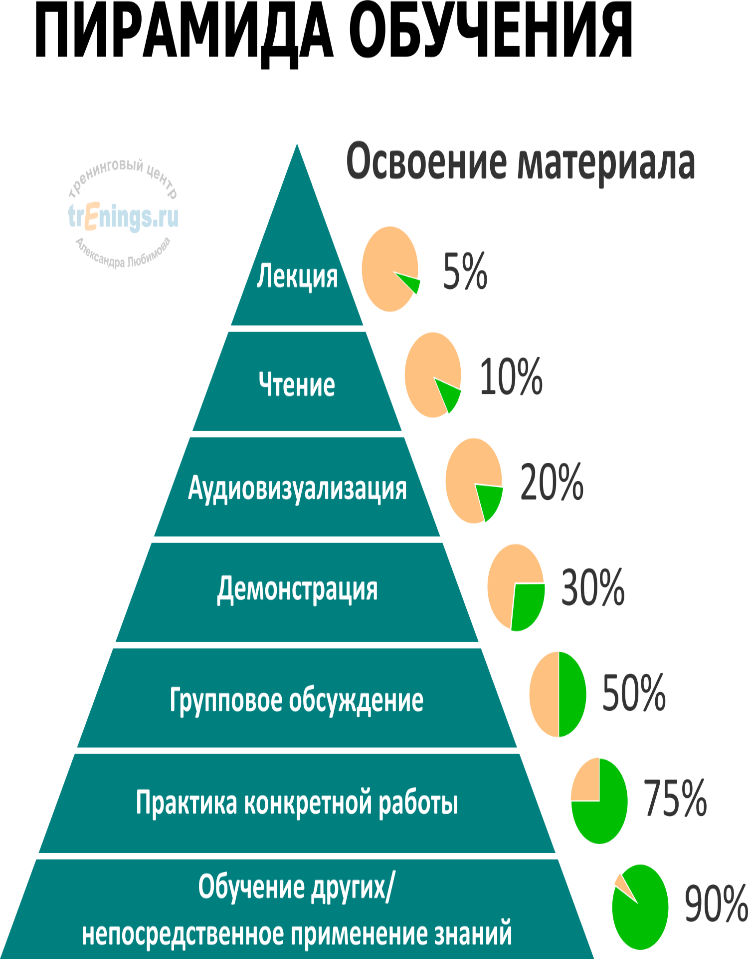 ПИРАМИДА ОБУЧЕНИЯ
Освоение материала
тренинговый центр
trEnings.ru
Александра Любимова
Лекция
5%
Чтение
10%
Аудиовизуализация
20%
Демонстрация
30%
Групповое обсуждение
50%
Практика конкретной работы
75%
Обучение других/
непосредственное применение знаний
90%